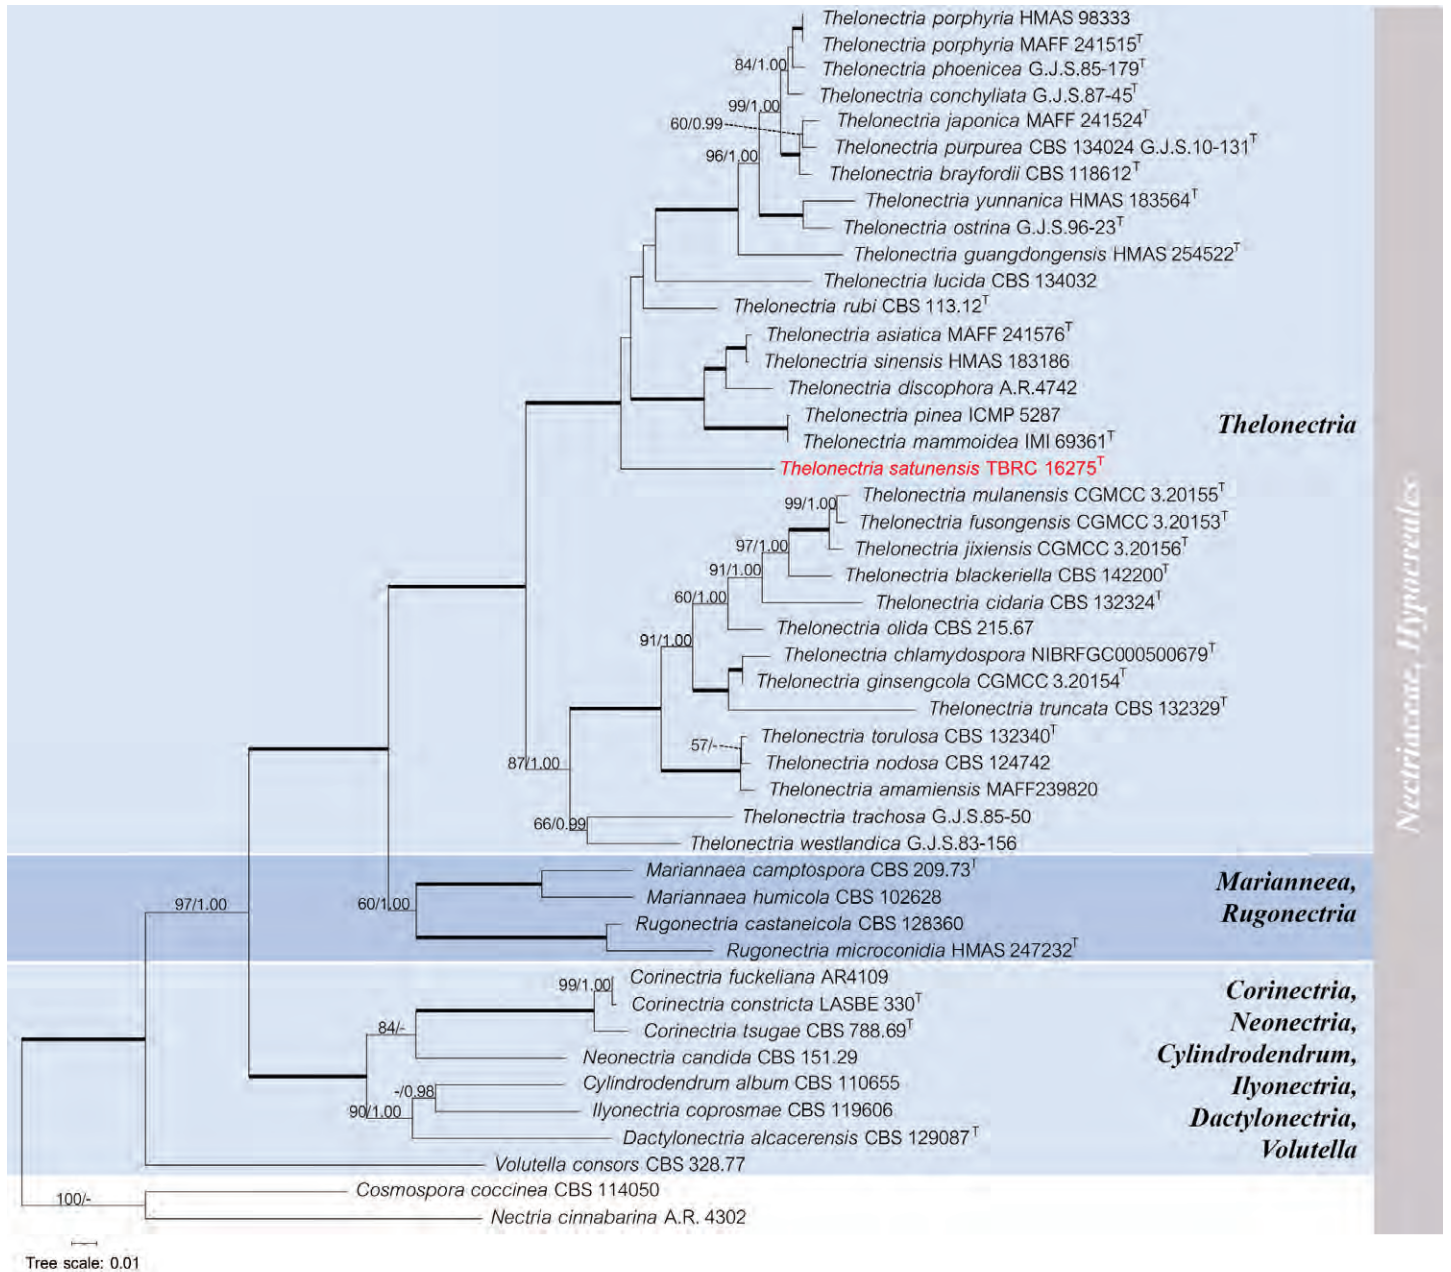 Thelonectria porphyria HMAS 98333
Thelonectria porphyria MAFF 241515T
84/1.00
Thelonectria phoenicea G.J.S.85-179T
Thelonectria conchyliata G.J.S.87-45T
99/1.00
60/0.99
Thelonectria japonica MAFF 241524T
Thelonectria purpurea CBS 134024 G.J.S.10-131T
96/1.00
Thelonectria brayfordii CBS 118612T
Thelonectria yunnanica HMAS 183564T
Thelonectria ostrina G.J.S.96-23T
Thelonectria guangdongensis HMAS 254522T
Thelonectria lucida CBS 134032
Thelonectria rubi CBS 113.12T
Thelonectria asiatica MAFF 241576T
Thelonectria sinensis HMAS 183186
Thelonectria discophora A.R.4742
Thelonectria pinea ICMP 5287
Thelonectria mammoidea IMI 69361T
Thelonectria
Thelonectria satunensis TBRC 16275T
Thelonectria mulanensis CGMCC 3.20155T
99/1.00
Thelonectria fusongensis CGMCC 3.20153T
97/1.00
Thelonectria jixiensis CGMCC 3.20156T
91/1.00
Thelonectria blackeriella CBS 142200T
60/1.00
Thelonectria cidaria CBS 132324T
Thelonectria olida CBS 215.67
91/1.00
Thelonectria chlamydospora NIBRFGC000500679T
Thelonectria ginsengcola CGMCC 3.20154T
Thelonectria truncata CBS 132329T
Thelonectria torulosa CBS 132340T
57/-
Thelonectria nodosa CBS 124742
87/1.00
Thelonectria amamiensis MAFF239820
Thelonectria trachosa G.J.S.85-50
66/0.99
Thelonectria westlandica G.J.S.83-156
Nectriaceae, Hypocreales
Mariannaea camptospora CBS 209.73T
Marianneea,
Rugonectria
97/1.00
60/1.00
Mariannaea humicola CBS 102628
Rugonectria castaneicola CBS 128360
Rugonectria microconidia HMAS 247232T
Corinectria fuckeliana AR4109
99/1.00
Corinectria constricta LASBE 330T
84/-
Corinectria tsugae CBS 788.69T
Neonectria candida CBS 151.29
Cylindrodendrum album CBS 110655
-/0.98
90/1.00
Ilyonectria coprosmae CBS 119606
Dactylonectria alcacerensis CBS 129087T
Volutella consors CBS 328.77
Corinectria,
Neonectria,
Cylindrodendrum,
Ilyonectria,
Dactylonectria,
Volutella
100/-
Cosmospora coccinea CBS 114050
Nectria cinnabarina A.R. 4302
Tree scale: 0.01